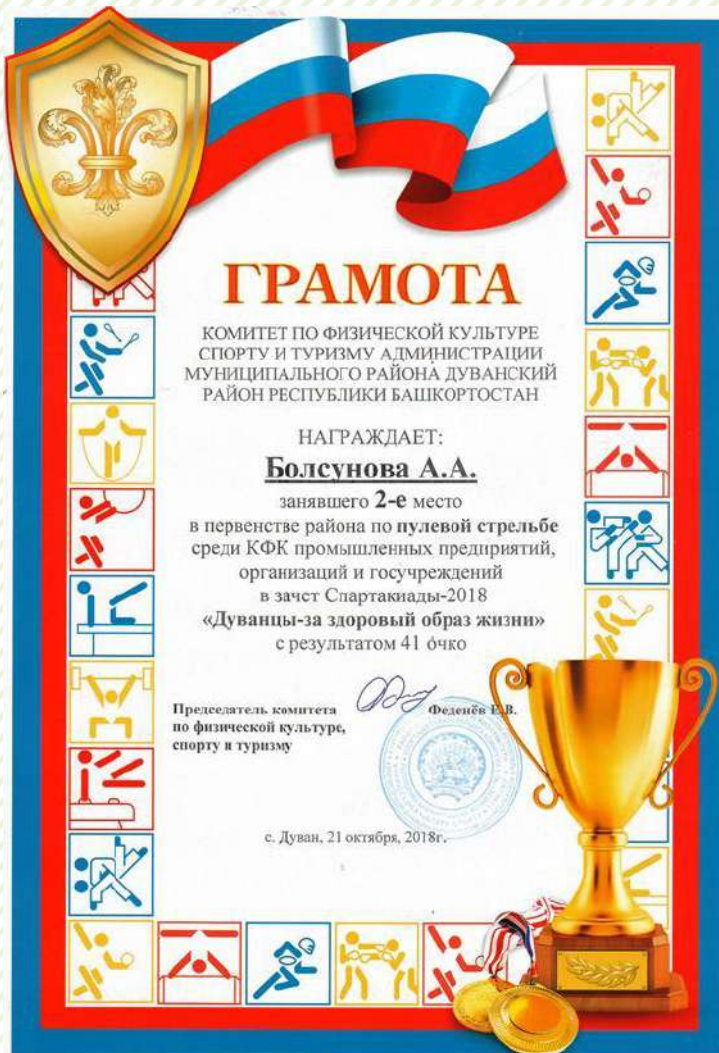 ГРАМОТА
КОМИТЕТ ПО ФИЗИЧЕСКОЙ КУЛЬТУРЕ
СПОРТУ И ТУРИЗМУ АДМИНИСТРАЦИИ
МУНИЦИПАЛЬНОГО РАЙОНА ДУВАНСКИЙ
РАЙОН РЕСПУБЛИКИ БАШКОРТОСТАН
НАГРАЖДАЕТ:
Болсунова А.А.
занявшего 2-е место
в первенстве района по пулевой стрельбе
среди КФК промышленных предприятий,
организаций и госучреждений
в зачет Спартакиады-2018
«Дуванцы-за здоровый образ жизни»
с результатом 41 очко
Председатель комитета Феденёв Е.В.
по физической культуре,
спорту и туризму
с. Дуван, 21 октября, 2018г.